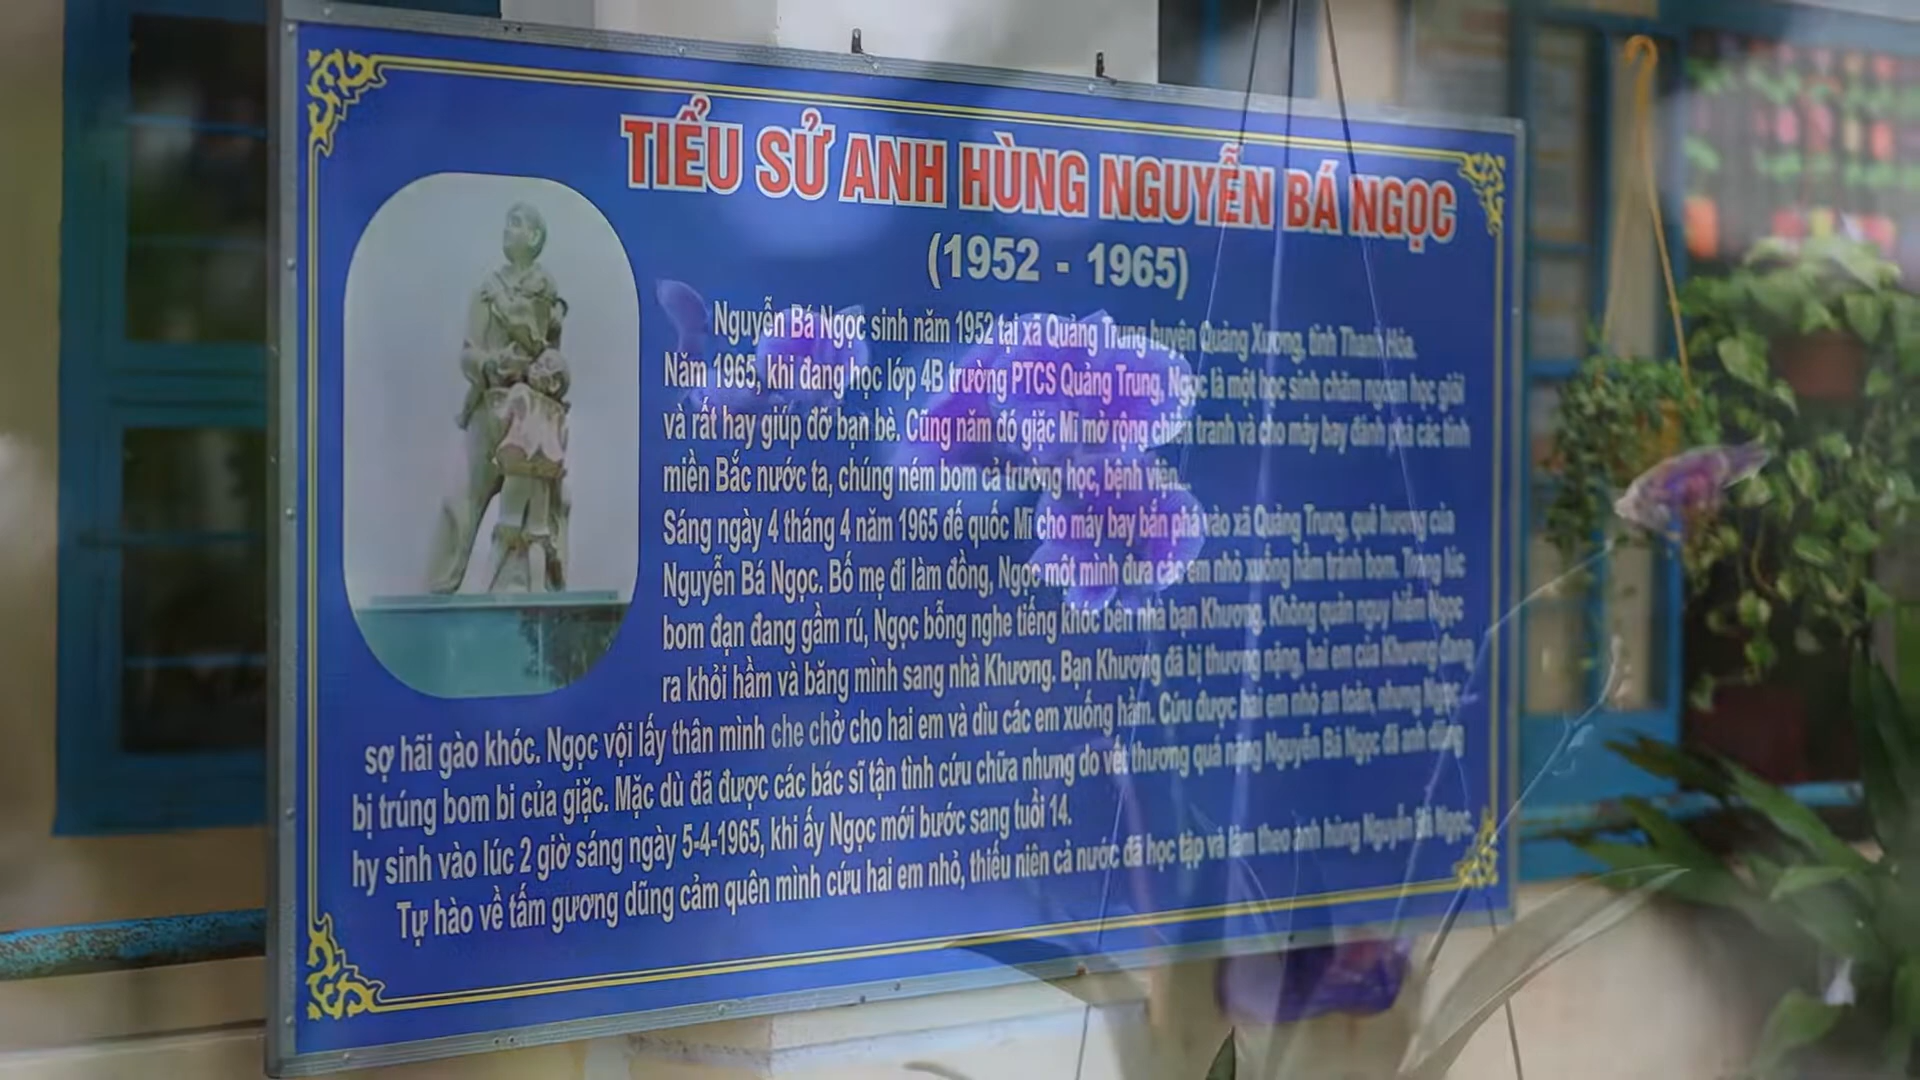 TIỂU SỬ ANH HÙNG NGUYỄN BÁ NGỌC
(1952 - 1965)
Nguyễn Bá Ngọc sinh năm 1952 tại xã Quảng Trung huyện Quảng Xương, tỉnh Thanh Hóa.
Năm 1965, khi đang học lớp 4B trường PTCS Quảng Trung, Ngọc là một học sinh chăm ngoan học giỏi
và rất hay giúp đỡ bạn bè. Cũng năm đó giặc Mĩ mở rộng chiến tranh và cho máy bay đánh phá các tỉnh
miền Bắc nước ta, chúng ném bom cả trường học, bệnh viện...
Sáng ngày 4 tháng 4 năm 1965 đế quốc Mĩ cho máy bay bắn phá vào xã Quảng Trung, quê hương của
Nguyễn Bá Ngọc. Bố mẹ đi làm đồng, Ngọc một mình đưa các em nhỏ xuống hầm tránh bom. Trong lúc
bom đạn đang gầm rú, Ngọc bỗng nghe tiếng khóc bên nhà bạn Khương. Không quản nguy hiểm Ngọc
ra khỏi hầm và băng mình sang nhà Khương. Bạn Khương đã bị thương nặng, hai em của Khương đang
sợ hãi gào khóc. Ngọc vội lấy thân mình che chở cho hai em và dìu các em xuống hầm. Cứu được hai em nhỏ an toàn, nhưng Ngọc
bị trúng bom bi của giặc. Mặc dù đã được các bác sĩ tận tình cứu chữa nhưng do vết thương quá nặng Nguyễn Bá Ngọc đã anh dũng
hy sinh vào lúc 2 giờ sáng ngày 5-4-1965, khi ấy Ngọc mới bước sang tuổi 14.
Tự hào về tấm gương dũng cảm quên mình cứu hai em nhỏ, thiếu niên cả nước đã học tập và làm theo anh hùng Nguyễn Bá Ngọc.